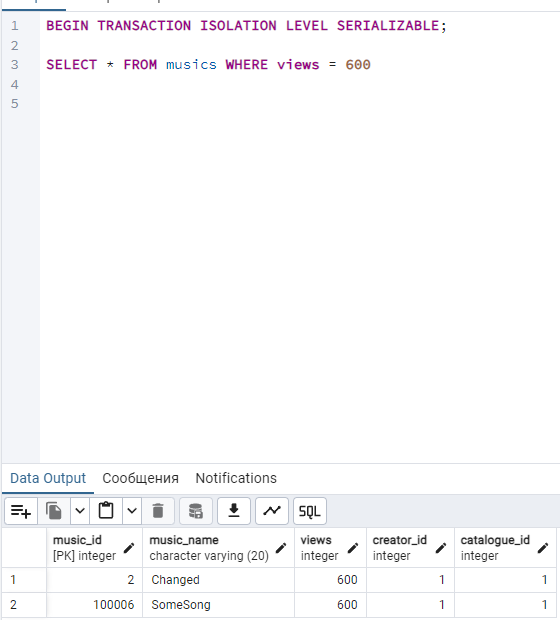 1 BEGIN TRANSACTION ISOLATION LEVEL SERIALIZABLE;
2
3 SELECT * FROM musics WHERE views = 600
4
5
Data Output Сообщения Notifications
SQL
music_id music_name views creator_id catalogue_id
[PK] integer character varying (20) integer integer integer
1 2 Changed 600 1 1
2 100006 SomeSong 600 1 1